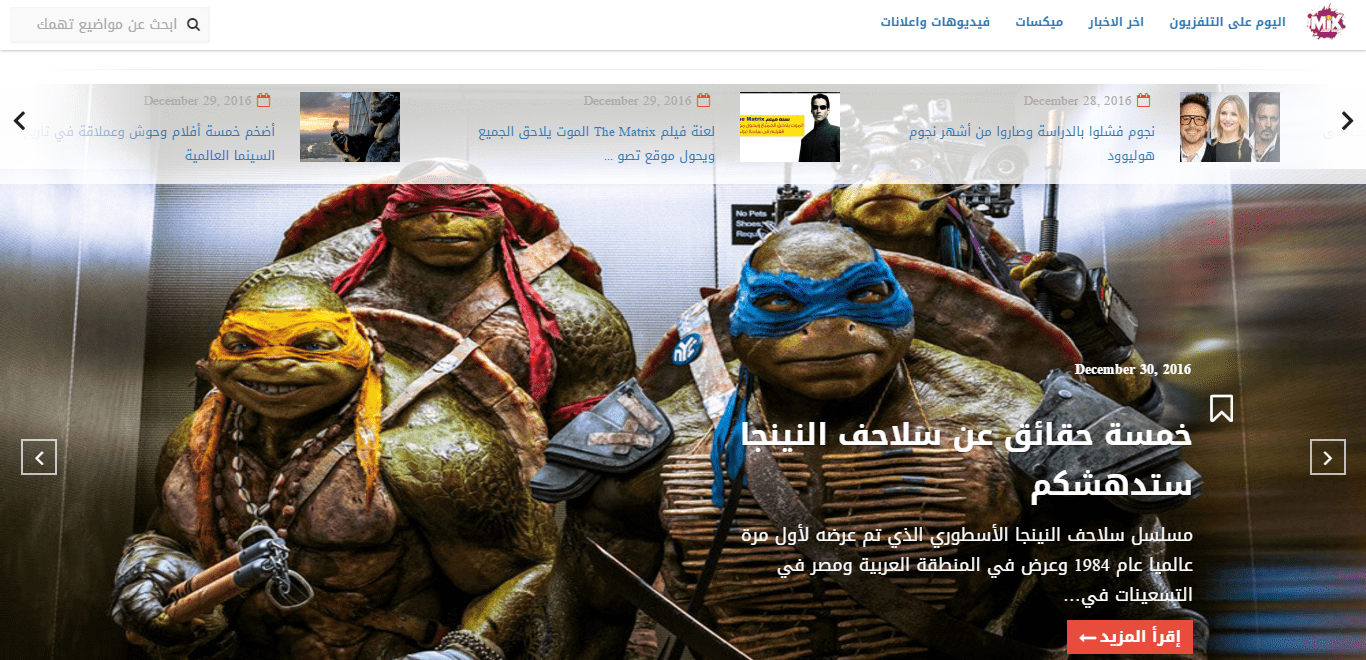 MiX
اليوم على التلفزيون
اخر الاخبار
ميكسات
فيديوهات واعلانات
ابحث عن مواضيع تهمك
December 28, 2016
نجوم فشلوا بالدراسة وصاروا من أشهر نجوم
هوليوود
December 29, 2016
لعنة فيلم The Matrix الموت يلاحق الجميع
ويحول موقع تصو ...
December 29, 2016
أضخم خمسة أفلام وحوش وعملاقة في
السينما العالمية
No Pets
Shoes
December 30, 2016
خمسة حقائق عن سلاحف النينجا
ستدهشكم
مسلسل سلاحف النينجا الأسطوري الذي تم عرضه لأول مرة
عالميا عام 1984 وعرض في المنطقة العربية ومصر في
التسعينات في...
إقرأ المزيد